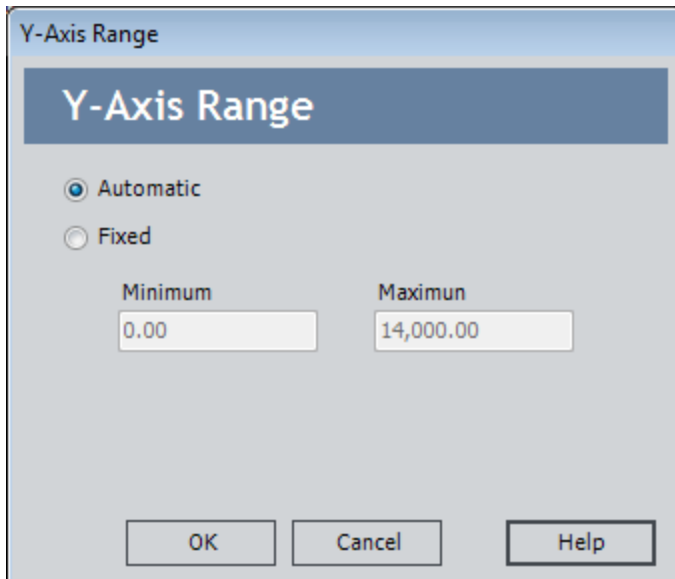 Y-Axis Range
Y-Axis Range
Automatic
Fixed
Minimum Maximun
0.00 14,000.00
OK Cancel Help